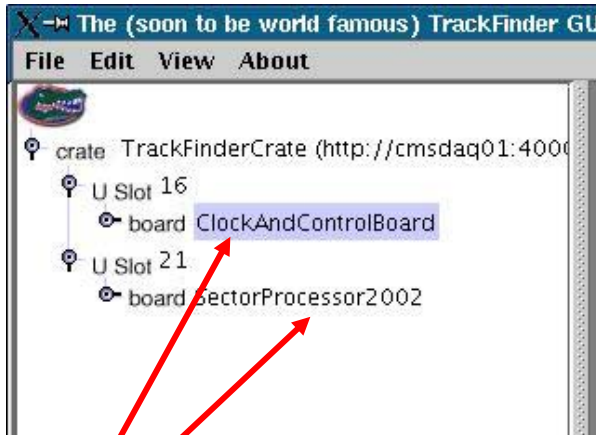 The (soon to be world famous) TrackFinder GU
File Edit View About
crate TrackFinderCrate (http://cmsdaq01:4000
U Slot 16
board ClockAndControlBoard
U Slot 21
board SectorProcessor2002